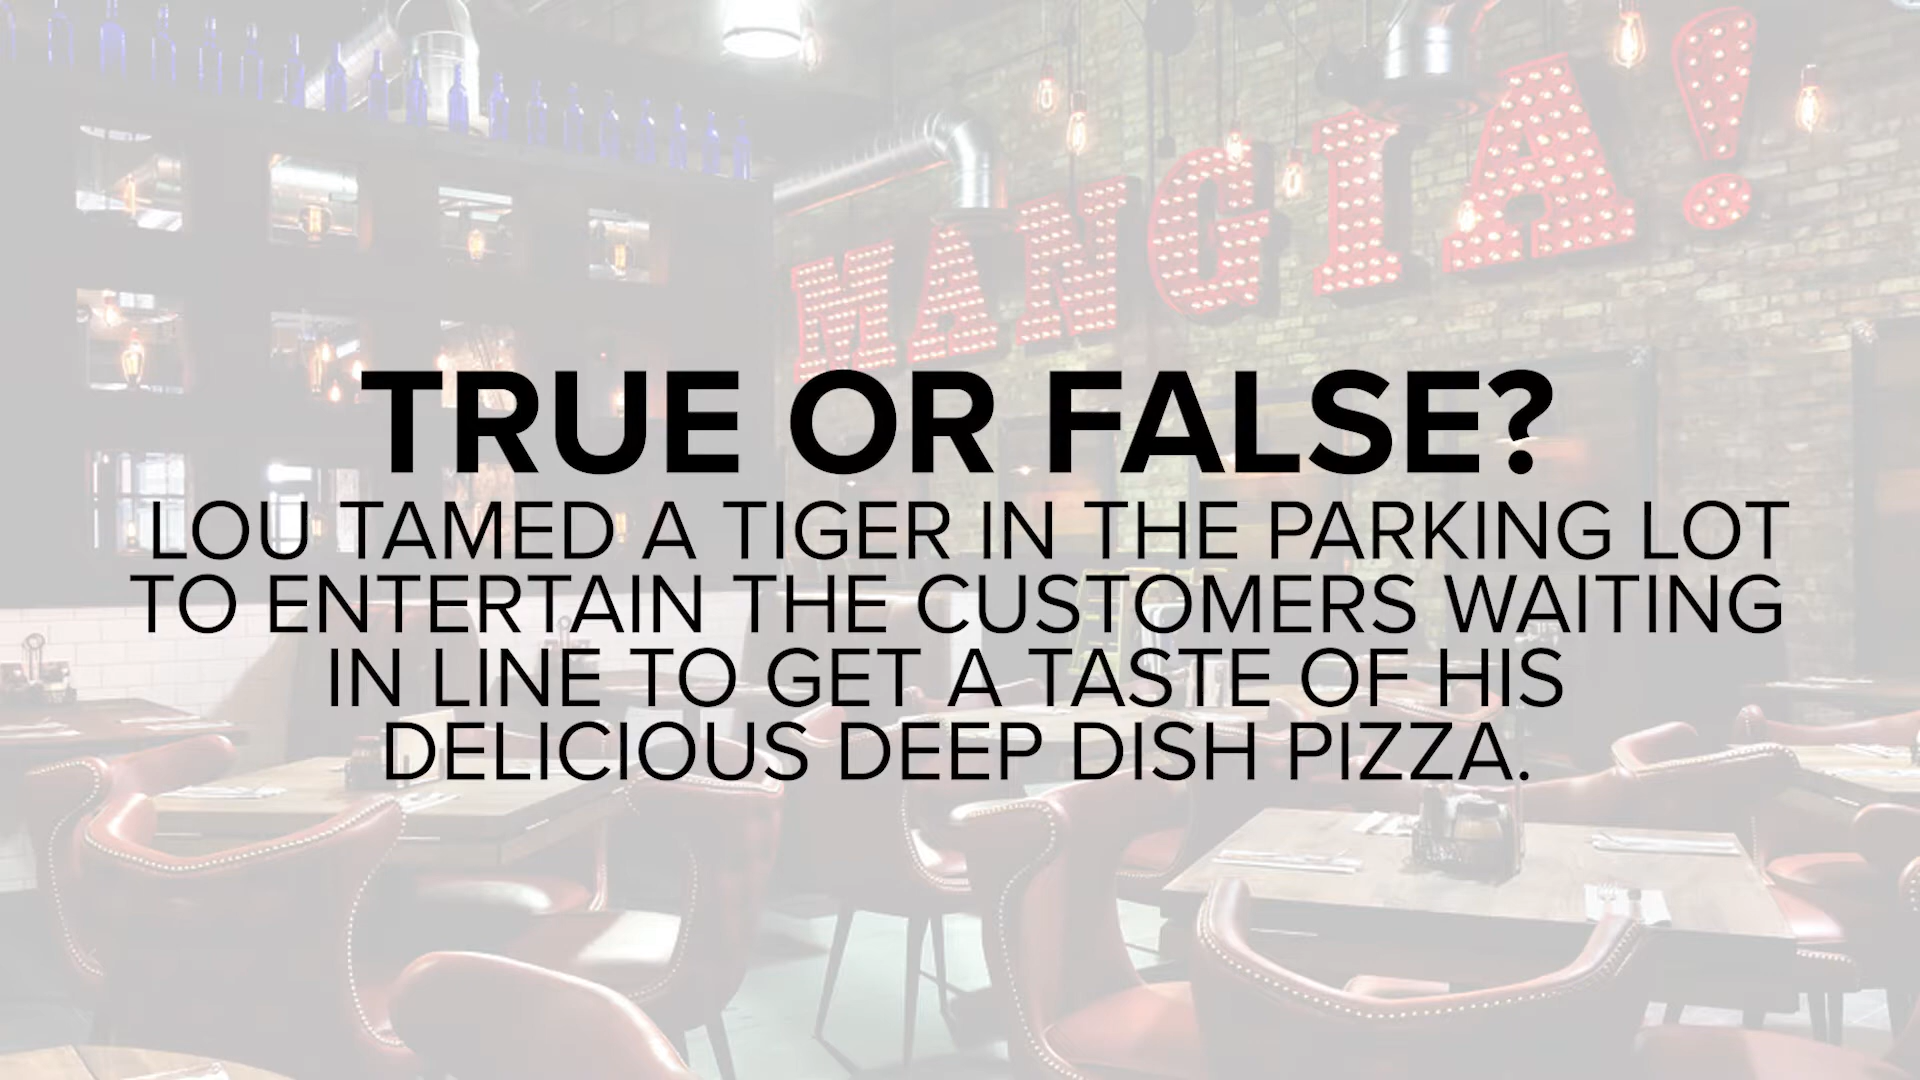 MANGIA!
TRUE OR FALSE?
LOU TAMED A TIGER IN THE PARKING LOT
TO ENTERTAIN THE CUSTOMERS WAITING
IN LINE TO GET A TASTE OF HIS
DELICIOUS DEEP DISH PIZZA.